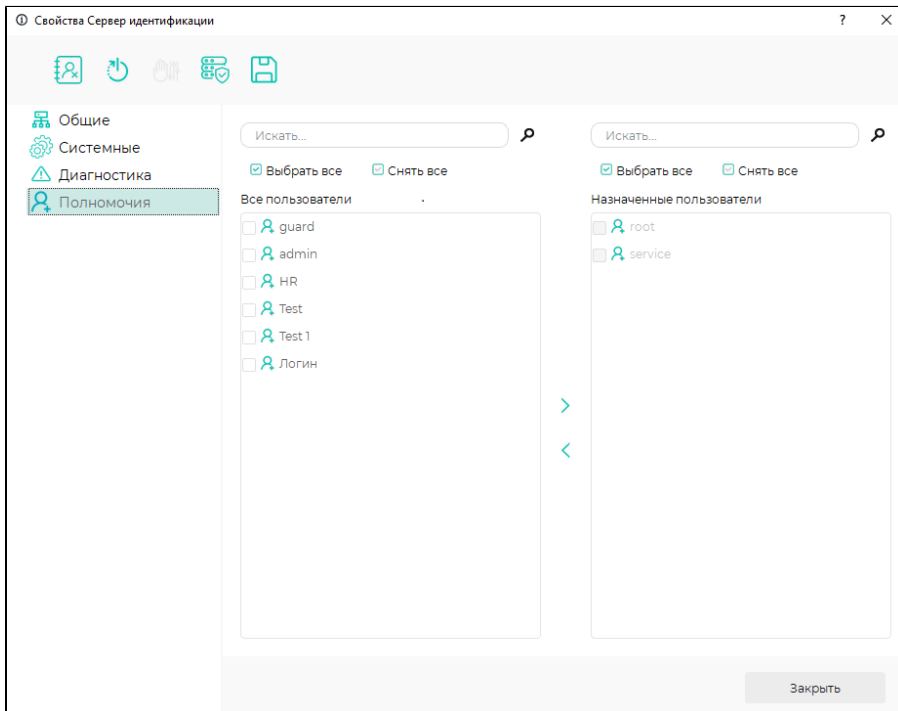 Свойства Сервер идентификации
?
Общие
Системные
Диагностика
Полномочия
Искать...
Выбрать все
Снять все
Все пользователи
guard
admin
HR
Test
Test 1
Логин
Искать...
Выбрать все
Снять все
Назначенные пользователи
root
service
Закрыть